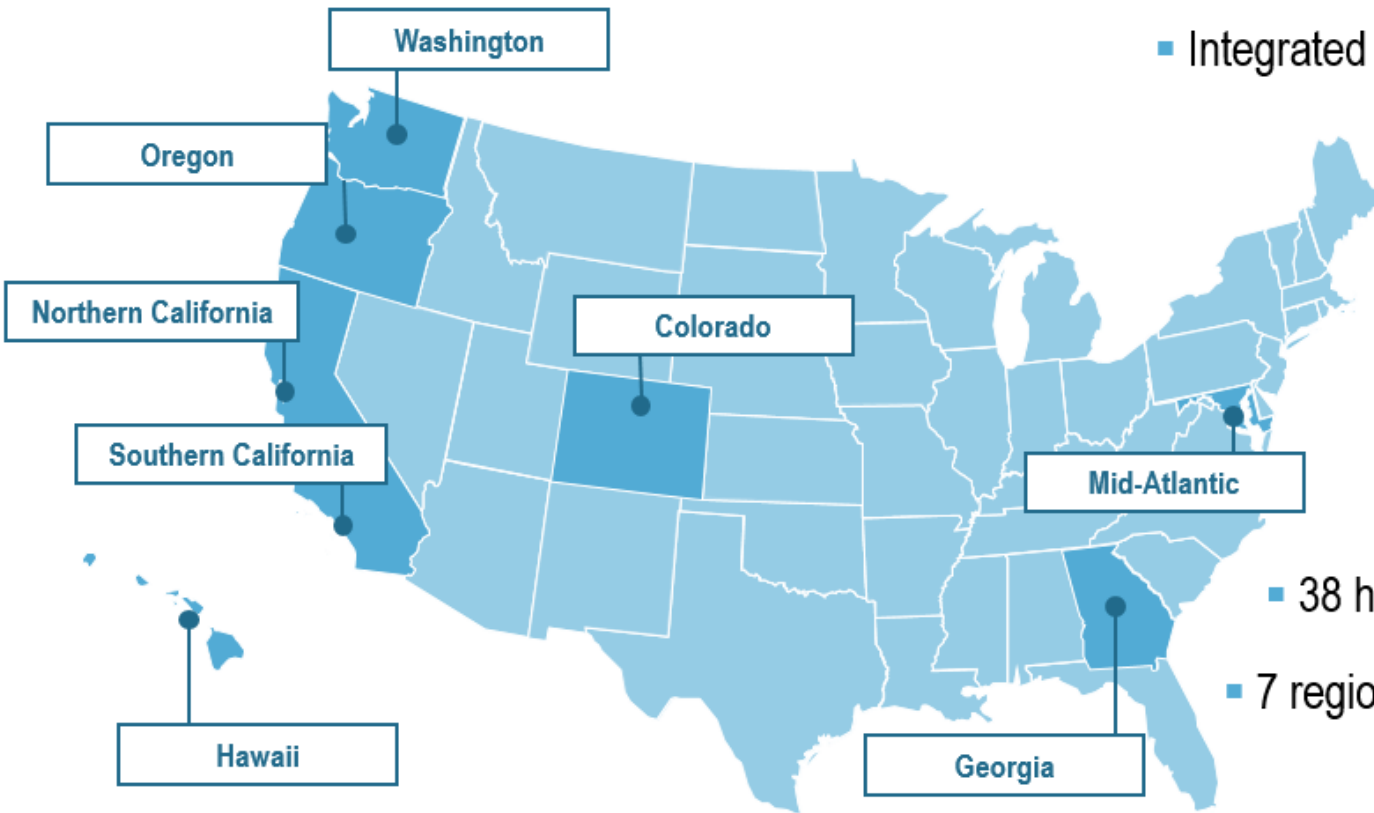 Washington
Integrated
Oregon
Northern California
Colorado
Southern California
Mid-Atlantic
38 h
7 regio
Hawaii
Georgia